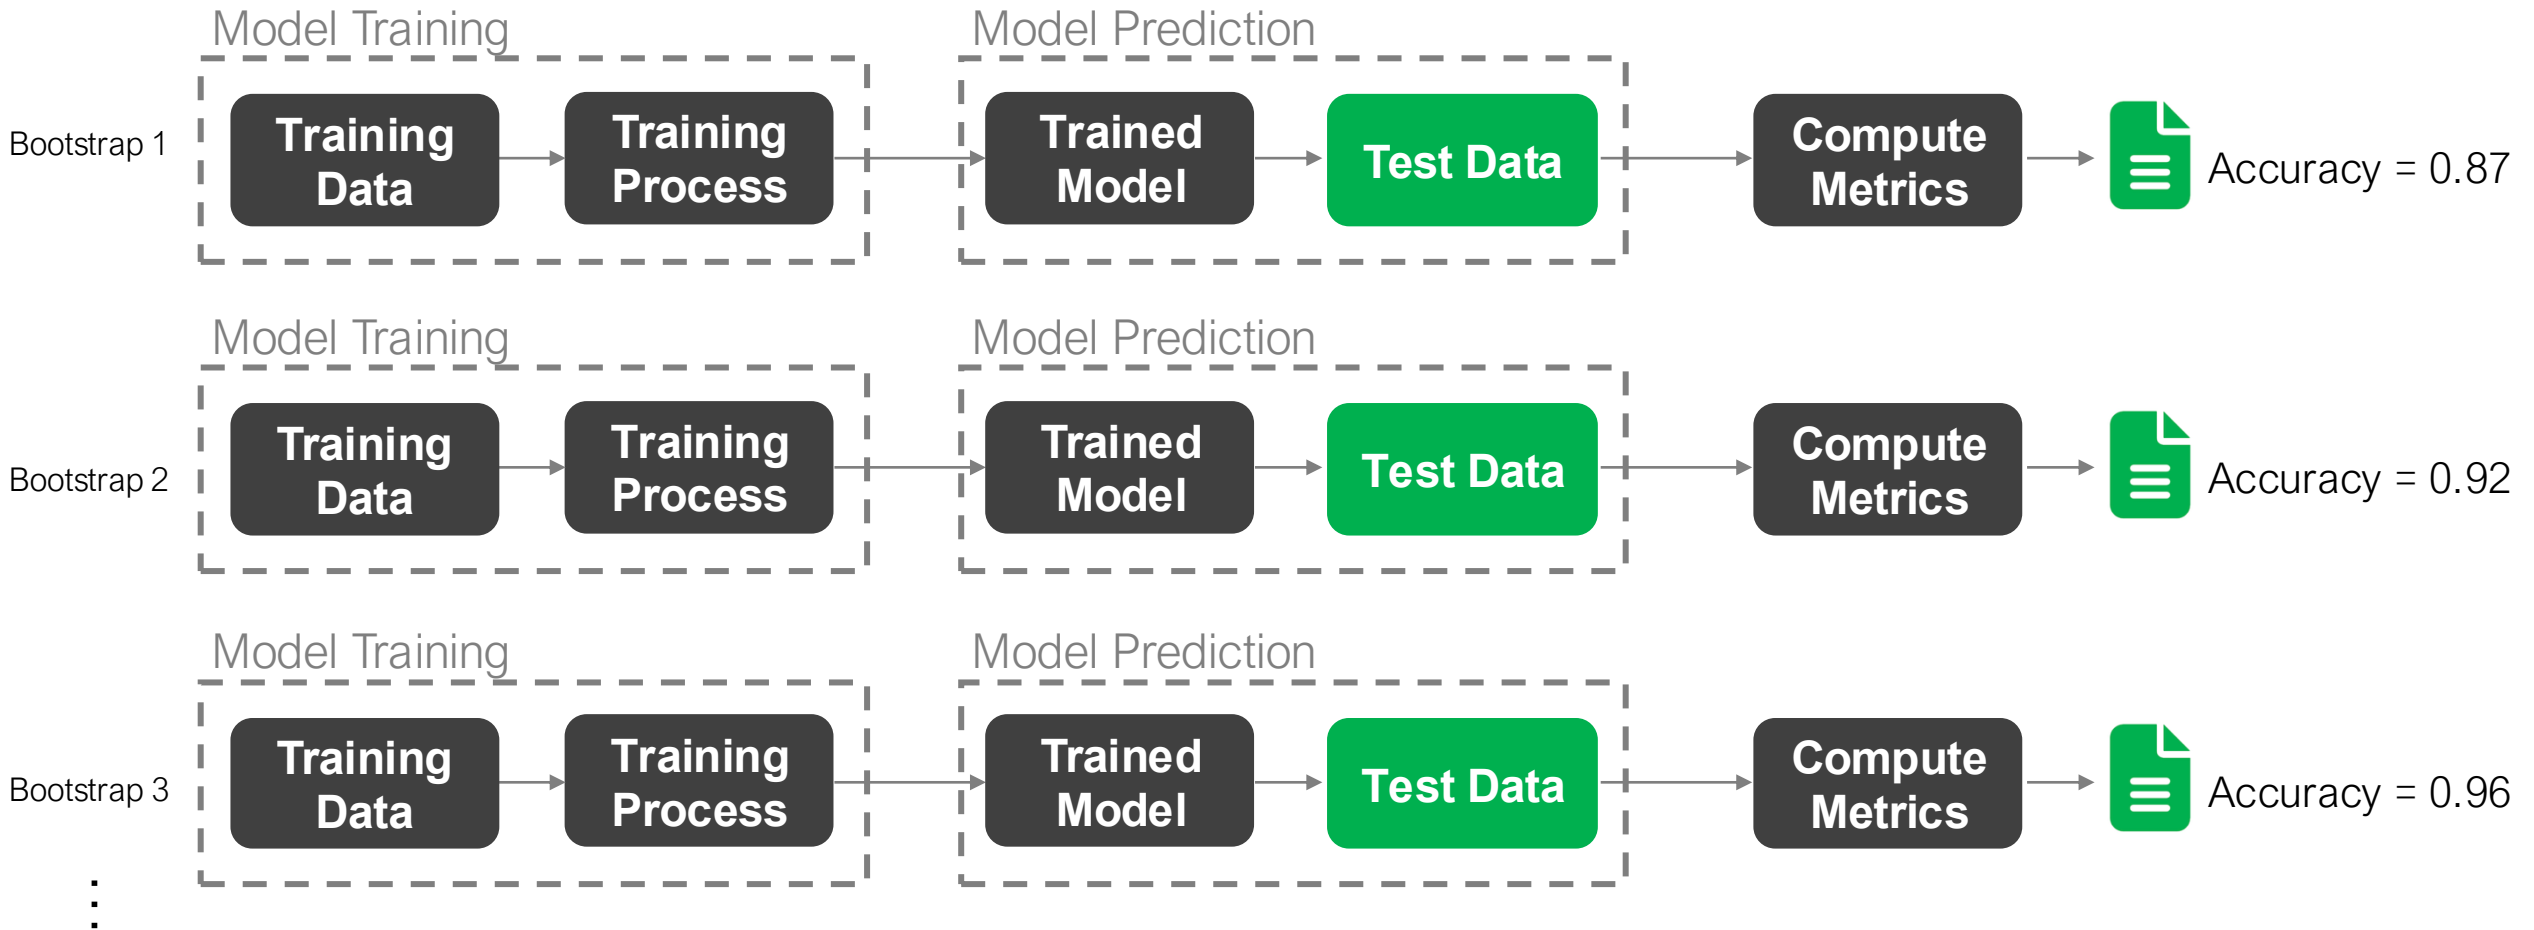 Model Training
Model Prediction
Bootstrap 1
Training
Data
Training
Process
Trained
Model
Test Data
Compute
Metrics
Accuracy = 0.87
Model Training
Model Prediction
Bootstrap 2
Training
Data
Training
Process
Trained
Model
Test Data
Compute
Metrics
Accuracy = 0.92
Model Training
Model Prediction
Bootstrap 3
Training
Data
Training
Process
Trained
Model
Test Data
Compute
Metrics
Accuracy = 0.96
⋮